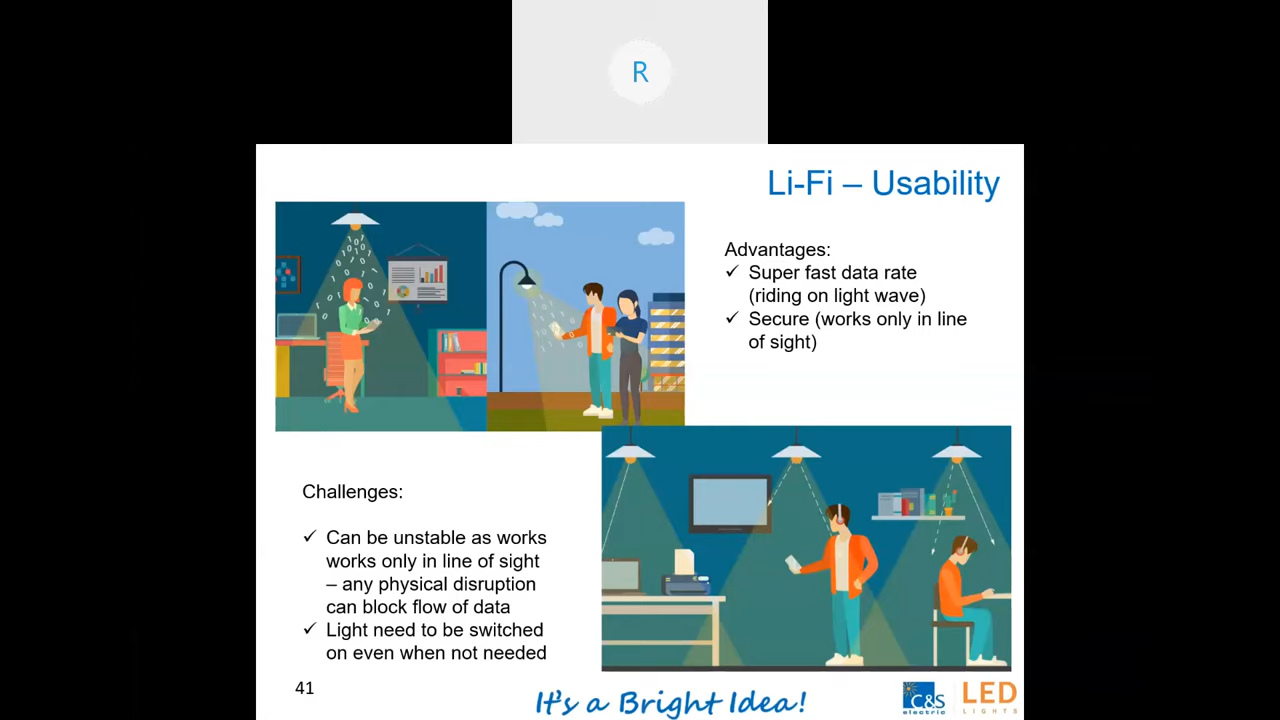 R
Li-Fi – Usability
Advantages:
✓ Super fast data rate
(riding on light wave)
✓ Secure (works only in line
of sight)
Challenges:
✓ Can be unstable as works
works only in line of sight
– any physical disruption
can block flow of data
✓ Light need to be switched
on even when not needed
41
It's a Bright Idea!
C&S
electric
LED
LIGHTS